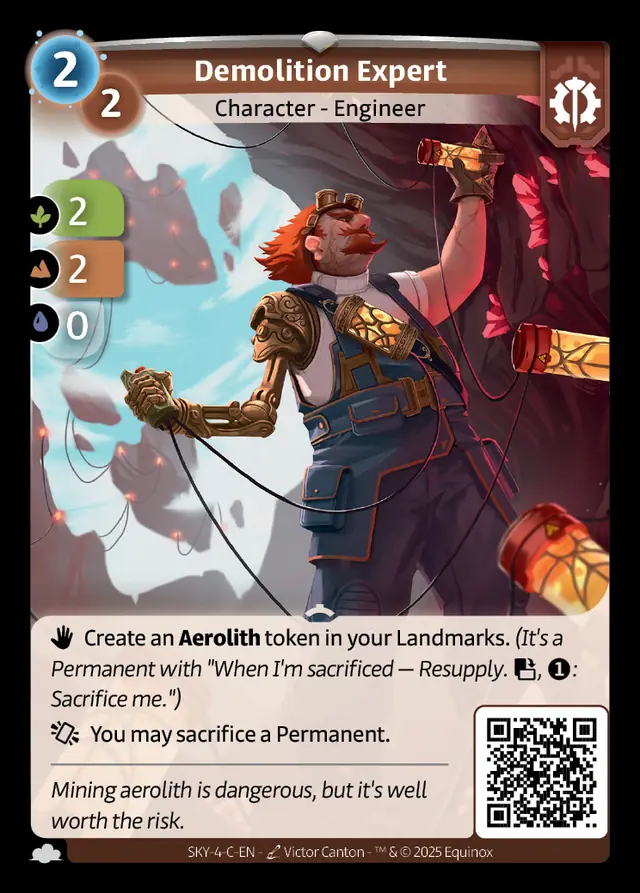 2
2
Demolition Expert
Character - Engineer
2
2
0
Create an Aerolith token in your Landmarks. (It's a
Permanent with "When I'm sacrificed — Resupply. , 1:
Sacrifice me.")
You may sacrifice a Permanent.
Mining aerolith is dangerous, but it's well
worth the risk.
SKY-4-C-EN - Victor Canton - ™ & © 2025 Equinox